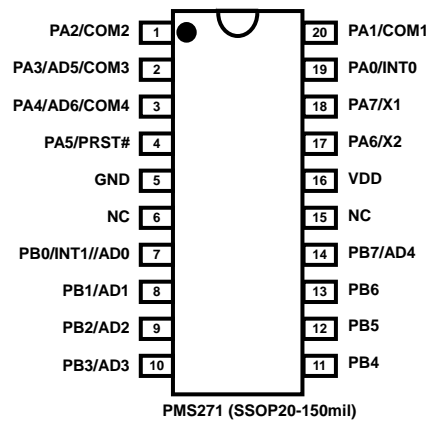 PA2/COM2 1 20 PA1/COM1
PA3/AD5/COM3 2 19 PA0/INT0
PA4/AD6/COM4 3 18 PA7/X1
PA5/PRST# 4 17 PA6/X2
GND 5 16 VDD
NC 6 15 NC
PB0/INT1//AD0 7 14 PB7/AD4
PB1/AD1 8 13 PB6
PB2/AD2 9 12 PB5
PB3/AD3 10 11 PB4
PMS271 (SSOP20-150mil)